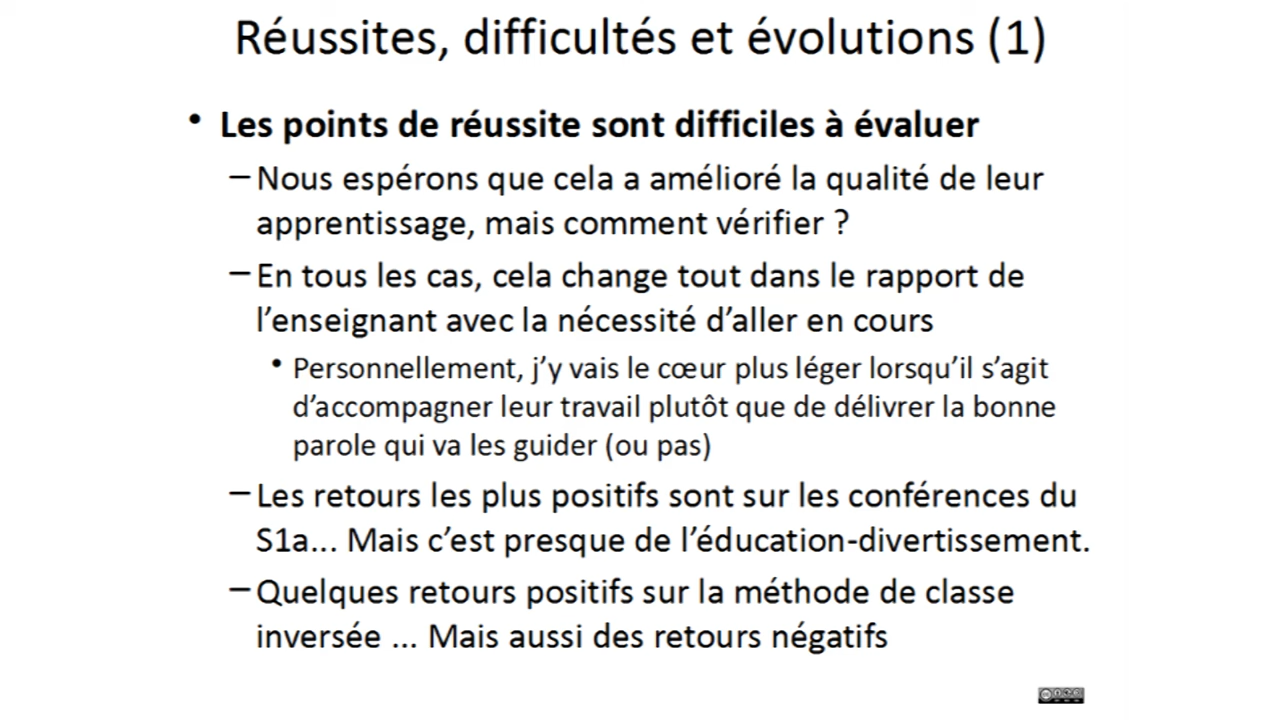 Réussites, difficultés et évolutions (1)
• Les points de réussite sont difficiles à évaluer
– Nous espérons que cela a amélioré la qualité de leur
apprentissage, mais comment vérifier ?
– En tous les cas, cela change tout dans le rapport de
l’enseignant avec la nécessité d’aller en cours
• Personnellement, j’y vais le cœur plus léger lorsqu’il s’agit
d’accompagner leur travail plutôt que de délivrer la bonne
parole qui va les guider (ou pas)
– Les retours les plus positifs sont sur les conférences du
S1a... Mais c’est presque de l’éducation-divertissement.
– Quelques retours positifs sur la méthode de classe
inversée ... Mais aussi des retours négatifs